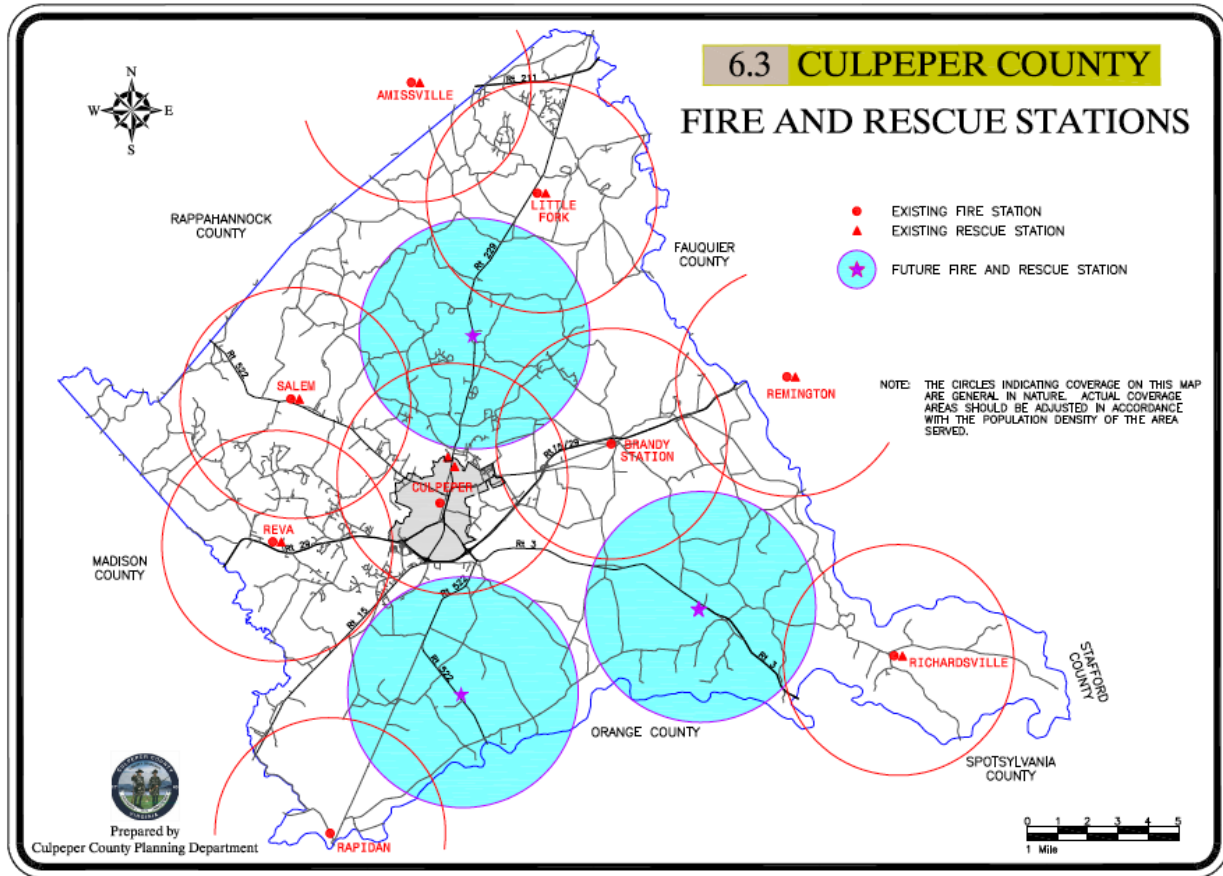 6.3 CULPEPER COUNTY
FIRE AND RESCUE STATIONS
N
W E
S
EXISTING FIRE STATION
EXISTING RESCUE STATION
FUTURE FIRE AND RESCUE STATION
NOTE: THE CIRCLES INDICATING COVERAGE ON THIS MAP
ARE GENERAL IN NATURE. ACTUAL COVERAGE
AREAS SHOULD BE ADJUSTED IN ACCORDANCE
WITH THE POPULATION DENSITY OF THE AREA
SERVED.
Rt 211
AMISSVILLE
LITTLE
FORK
RAPPAHANNOCK
COUNTY
FAUQUIER
COUNTY
Rt 229
Rt 522
SALEM
REMINGTON
Rt 15/29
BRANDY
STATION
CULPEPER
REVA
Rt 29
Rt 3
MADISON
COUNTY
Rt 522
Rt 15
Rt 522
Rt 3
RICHARDSVILLE
STAFFORD
COUNTY
ORANGE COUNTY
SPOTSYLVANIA
COUNTY
RAPIDAN
CULPEPER COUNTY
VIRGINIA
Prepared by
Culpeper County Planning Department
0 1 2 3 4 5
1 Mile